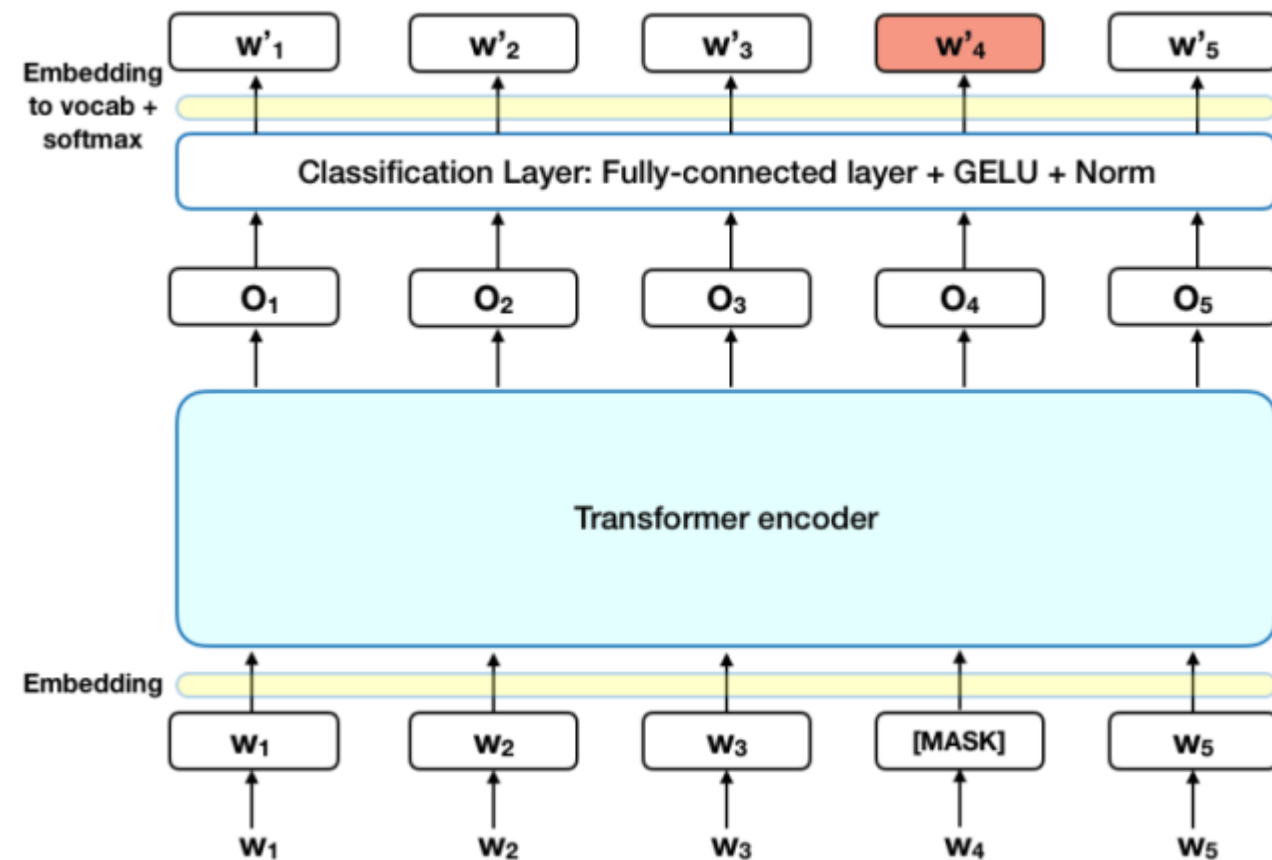 w'₁ w'₂ w'₃ w'₄ w'₅
Embedding
to vocab +
softmax
Classification Layer: Fully-connected layer + GELU + Norm
O₁ O₂ O₃ O₄ O₅
Transformer encoder
Embedding
W₁ W₂ W₃ [MASK] W₅
W₁ W₂ W₃ W₄ W₅